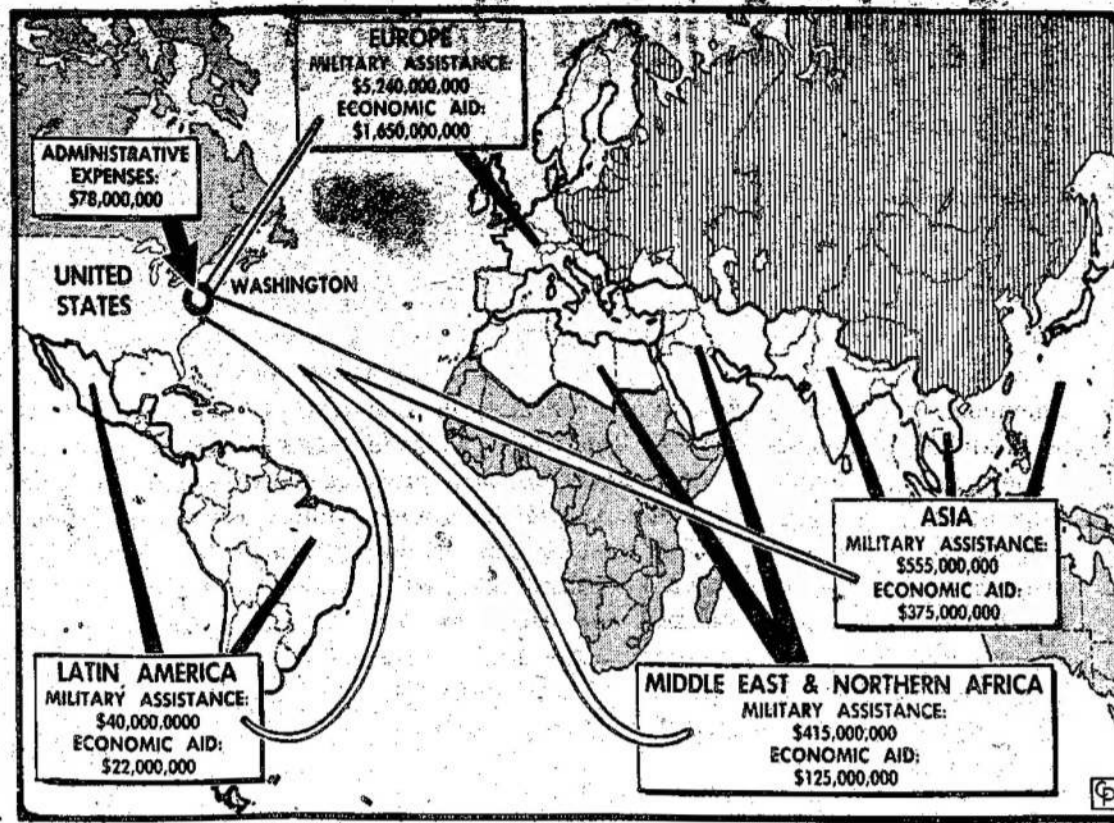 EUROPE
MILITARY ASSISTANCE:
$5,240,000,000
ECONOMIC AID:
$1,650,000,000
ADMINISTRATIVE
EXPENSES:
$78,000,000
UNITED
STATES
WASHINGTON
ASIA
MILITARY ASSISTANCE:
$555,000,000
ECONOMIC AID:
$375,000,000
LATIN AMERICA
MILITARY ASSISTANCE:
$40,000.0000
ECONOMIC AID:
$22,000,000
MIDDLE EAST & NORTHERN AFRICA
MILITARY ASSISTANCE:
$415,000,000
ECONOMIC AID:
$125,000,000
CP